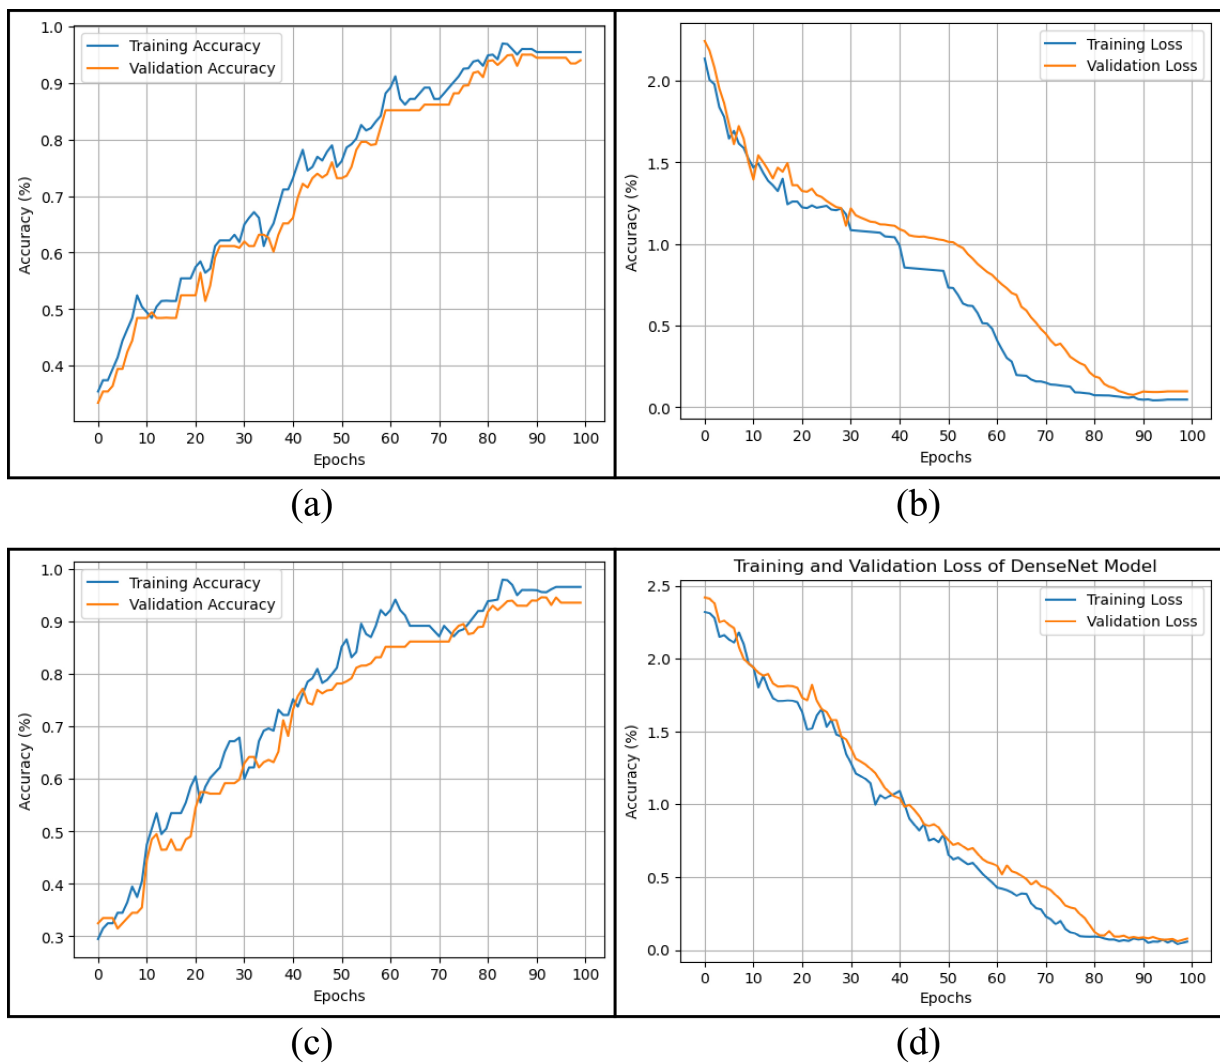 Training Accuracy
Validation Accuracy
1.0
0.9
0.8
0.7
0.6
0.5
0.4
Accuracy (%)
0 10 20 30 40 50 60 70 80 90 100
Epochs
(a)
Training Loss
Validation Loss
2.0
1.5
1.0
0.5
0.0
Accuracy (%)
0 10 20 30 40 50 60 70 80 90 100
Epochs
(b)
Training Accuracy
Validation Accuracy
1.0
0.9
0.8
0.7
0.6
0.5
0.4
0.3
Accuracy (%)
0 10 20 30 40 50 60 70 80 90 100
Epochs
(c)
Training and Validation Loss of DenseNet Model
Training Loss
Validation Loss
2.5
2.0
1.5
1.0
0.5
0.0
Accuracy (%)
0 10 20 30 40 50 60 70 80 90 100
Epochs
(d)